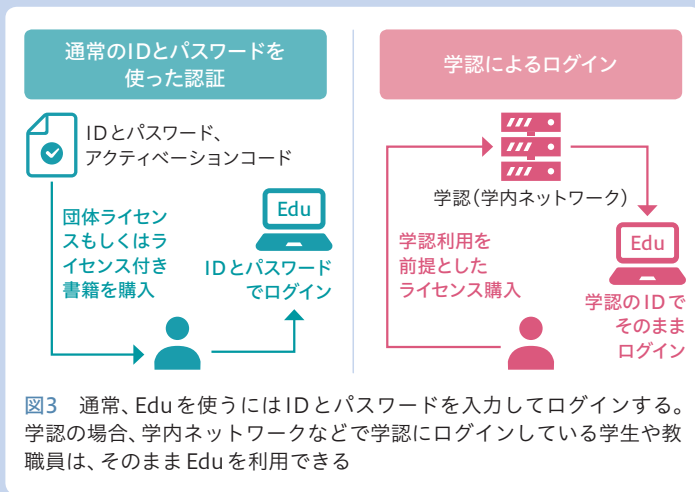 通常のIDとパスワードを
使った認証
IDとパスワード、
アクティベーションコード
団体ライセン
スもしくはラ
イセンス付き
書籍を購入
Edu
IDとパスワード
でログイン
学認によるログイン
学認(学内ネットワーク)
学認利用を
前提とした
ライセンス購入
Edu
学認のIDで
そのまま
ログイン
図3 通常、Eduを使うにはIDとパスワードを入力してログインする。
学認の場合、学内ネットワークなどで学認にログインしている学生や教
職員は、そのままEduを利用できる